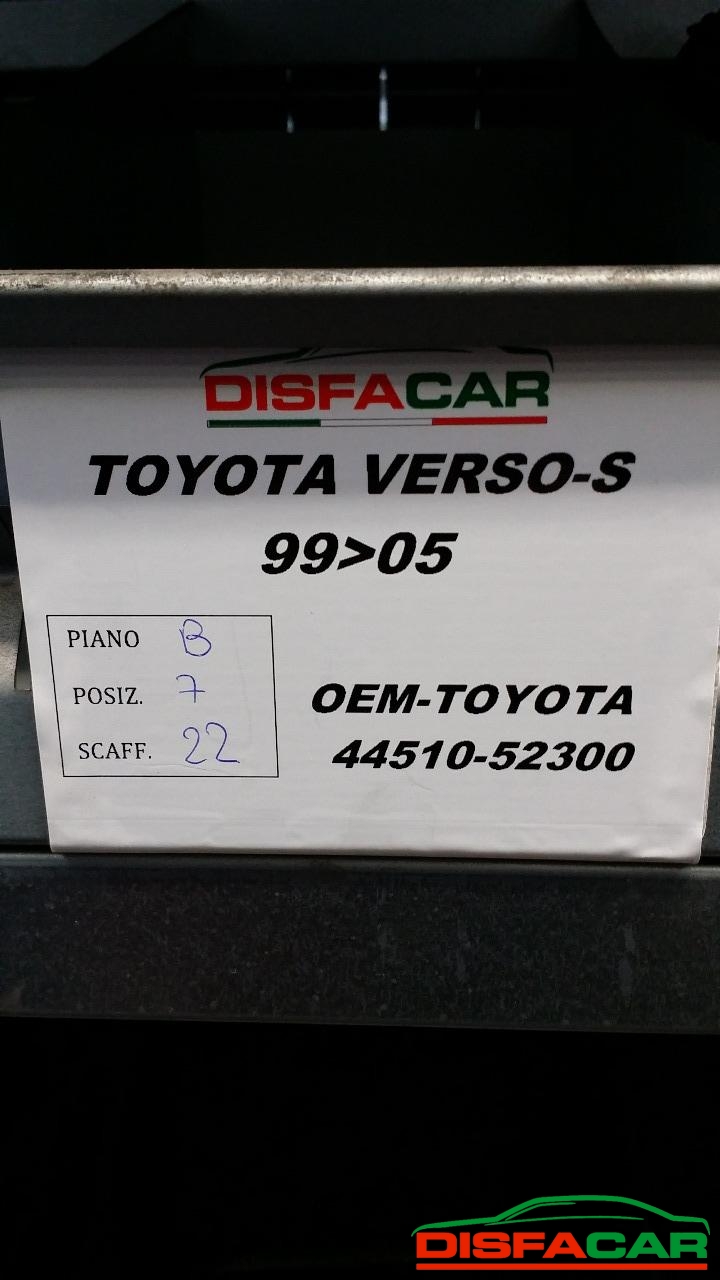 DISFACAR
TOYOTA VERSO-S
99>05
PIANO B
POSIZ. 7
SCAFF. 22
OEM-TOYOTA
44510-52300
DISFACAR